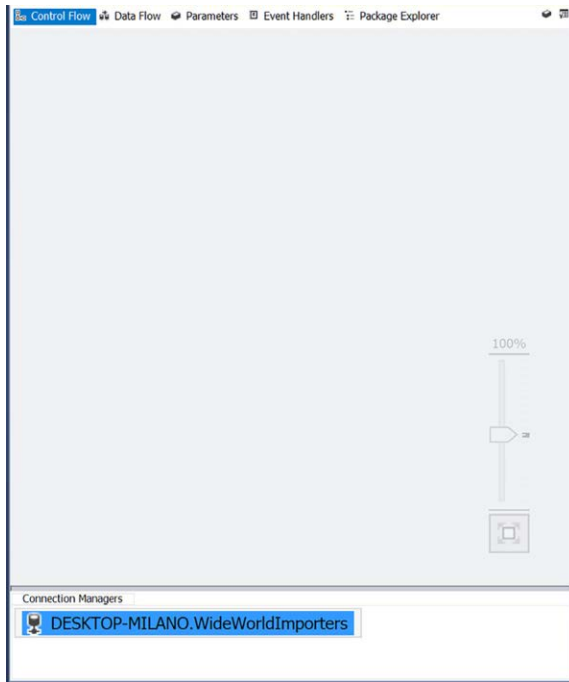 Control Flow Data Flow Parameters Event Handlers Package Explorer
100%
Connection Managers
DESKTOP-MILANO.WideWorldImporters